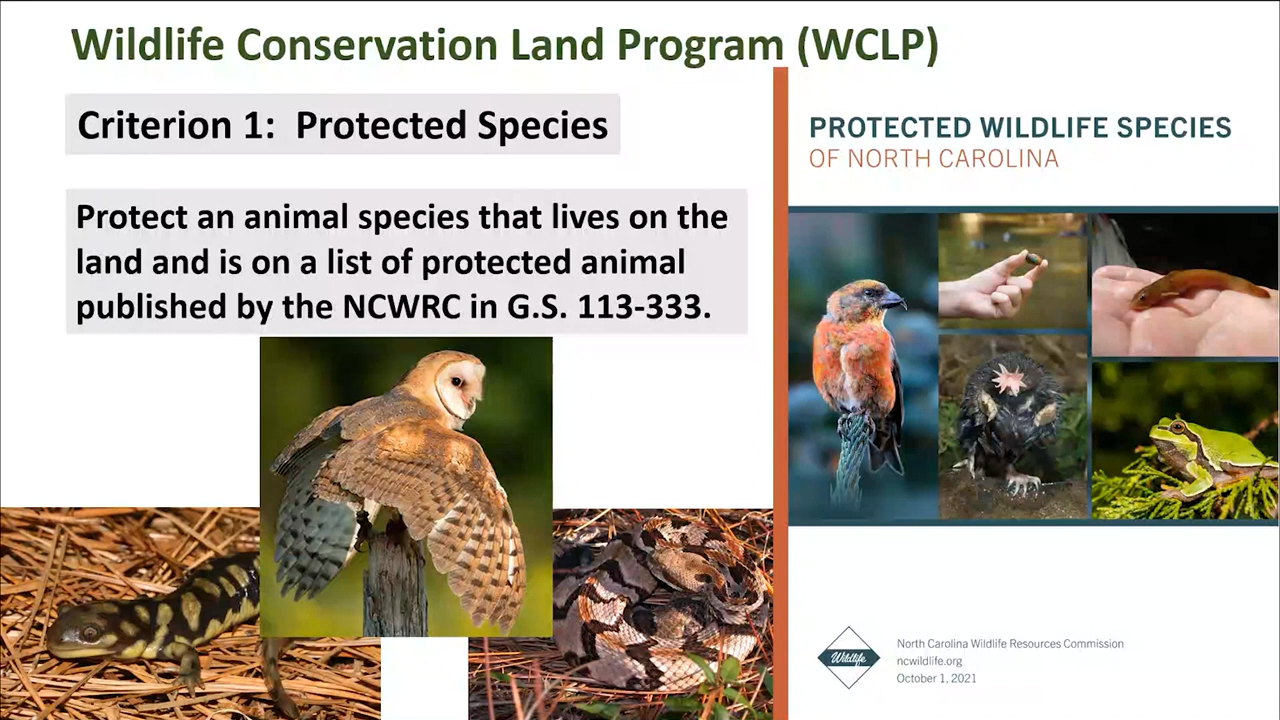 Wildlife Conservation Land Program (WCLP)
Criterion 1:  Protected Species
Protect an animal species that lives on the
land and is on a list of protected animal
published by the NCWRC in G.S. 113-333.
PROTECTED WILDLIFE SPECIES
OF NORTH CAROLINA
Wildlife
North Carolina Wildlife Resources Commission
ncwildlife.org
October 1, 2021